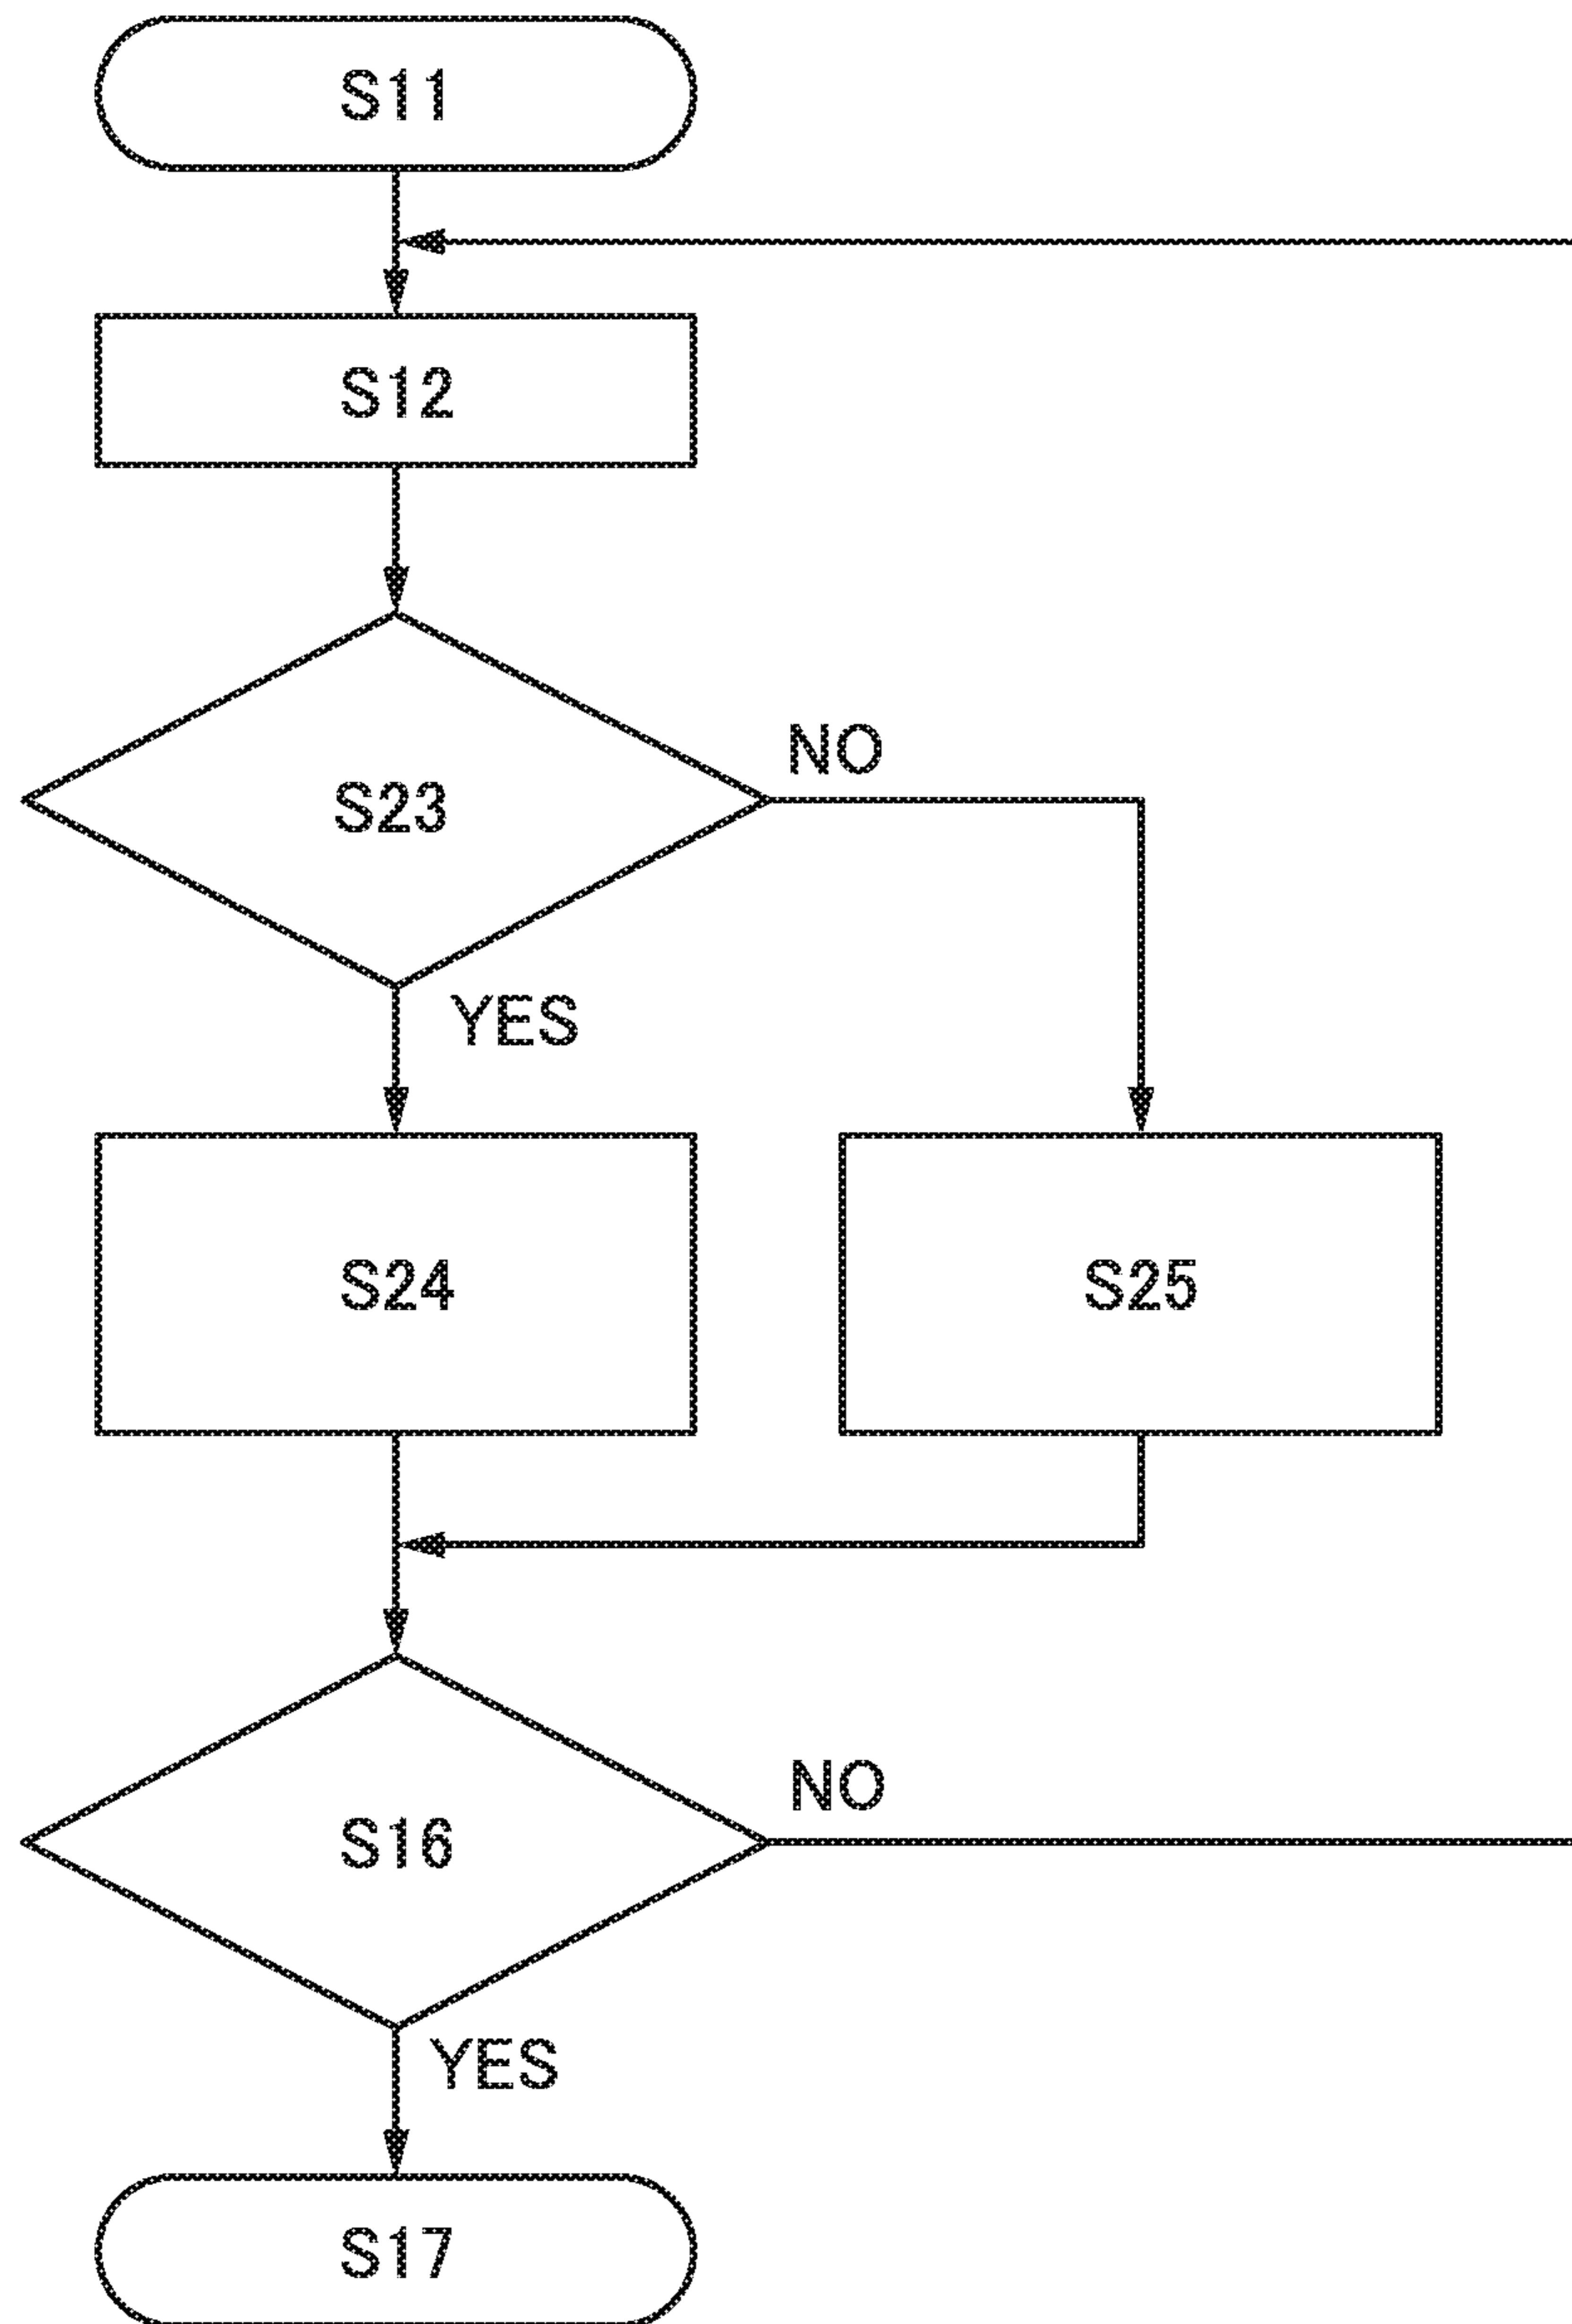 S11
S12
S23
NO
YES
S24
S25
S16
NO
YES
S17